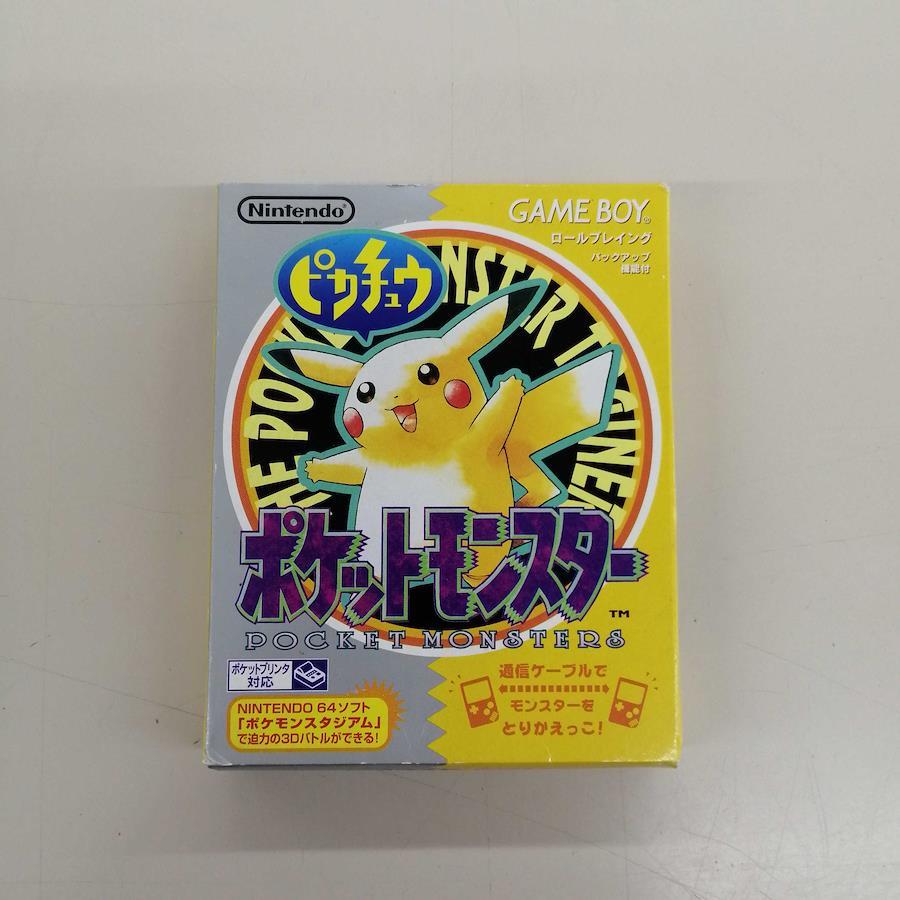 Nintendo
GAME BOY
ロールプレイング
バックアップ
機能付
ピカチュウ
ポケットモンスター
TM
POCKET MONSTERS
ポケットプリンタ
対応
NINTENDO 64ソフト
「ポケモンスタジアム」
で迫力の3Dバトルができる!
通信ケーブルで
モンスターを
とりかえっこ!